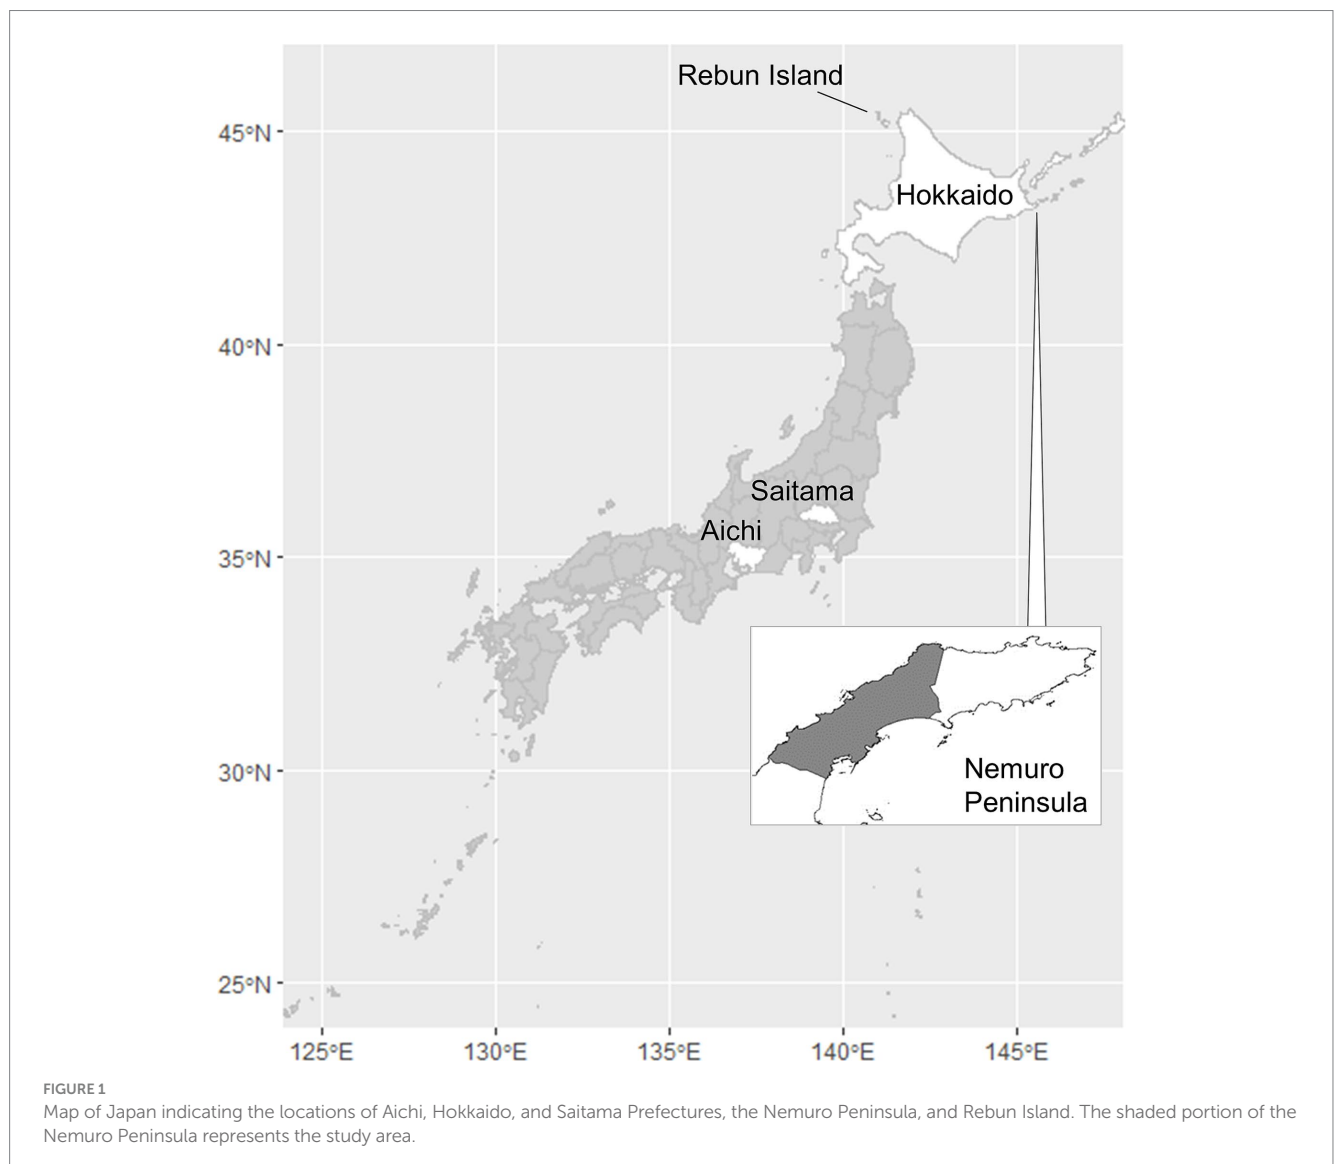 Rebun Island
45°N
Hokkaido
40°N
Saitama
Aichi
35°N
30°N
Nemuro
Peninsula
25°N
125°E 130°E 135°E 140°E 145°E
FIGURE 1
Map of Japan indicating the locations of Aichi, Hokkaido, and Saitama Prefectures, the Nemuro Peninsula, and Rebun Island. The shaded portion of the
Nemuro Peninsula represents the study area.